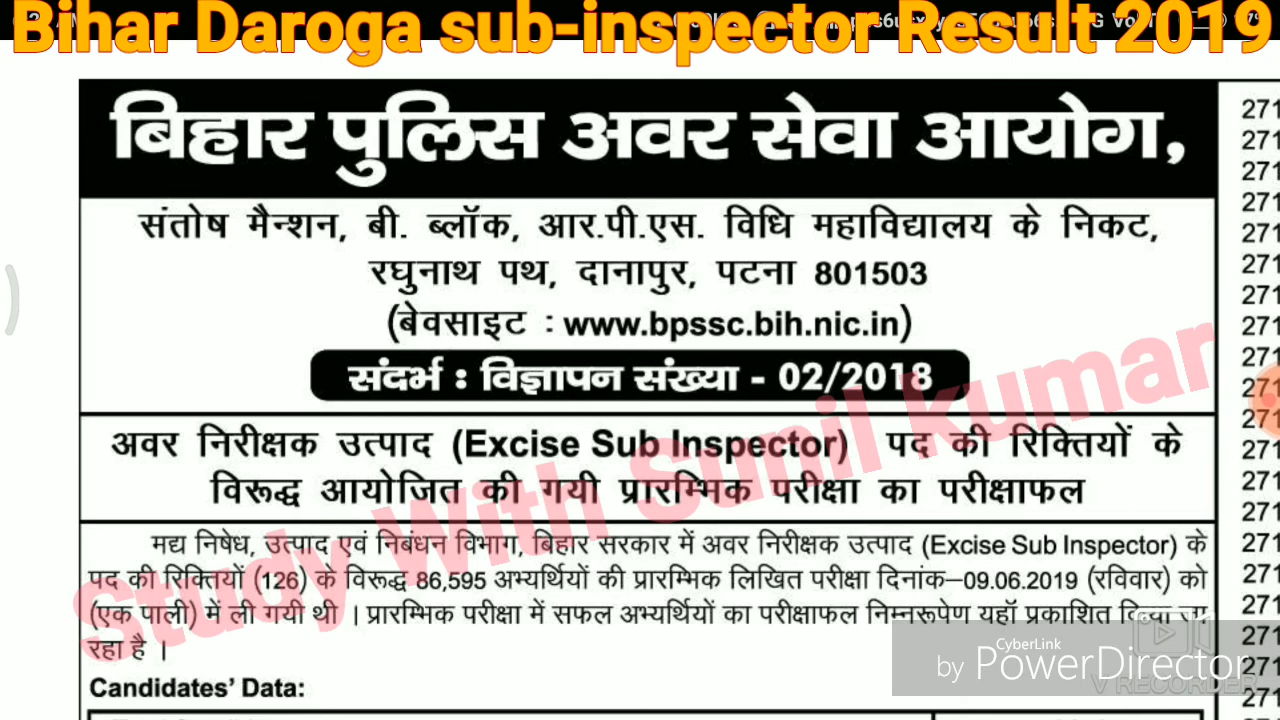 Bihar Daroga sub-inspector Result 2019
बिहार पुलिस अवर सेवा आयोग,
संतोष मैन्शन, बी. ब्लॉक, आर.पी.एस. विधि महाविद्यालय के निकट,
रघुनाथ पथ, दानापुर, पटना 801503
(बेवसाइट : www.bpssc.bih.nic.in)
संदर्भ : विज्ञापन संख्या - 02/2018
अवर निरीक्षक उत्पाद (Excise Sub Inspector) पद की रिक्तियों के
विरूद्ध आयोजित की गयी प्रारम्भिक परीक्षा का परीक्षाफल
मद्य निषेध, उत्पाद एवं निबंधन विभाग, बिहार सरकार में अवर निरीक्षक उत्पाद (Excise Sub Inspector) के
पद की रिक्तियों (126) के विरूद्ध 86,595 अभ्यर्थियों की प्रारम्भिक लिखित परीक्षा दिनांक–09.06.2019 (रविवार) को
(एक पाली) में ली गयी थी । प्रारम्भिक परीक्षा में सफल अभ्यर्थियों का परीक्षाफल निम्नरूपेण यहाँ प्रकाशित किया जा
रहा है ।
Candidates' Data:
Study With Sunil kumar
CyberLink
by PowerDirector
V RECORDER